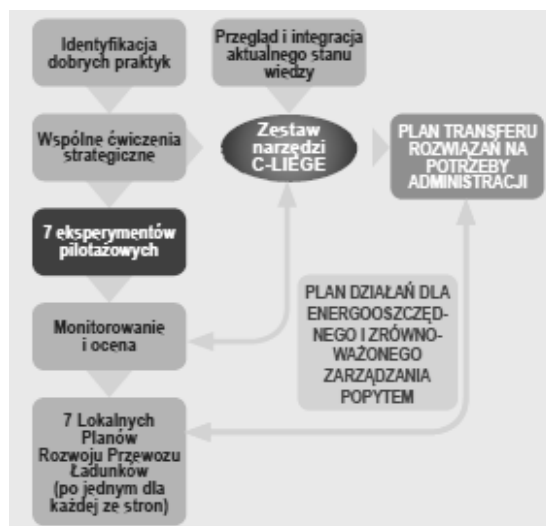 Identyfikacja
dobrych praktyk
Przegląd i integracja
aktualnego stanu
wiedzy
Wspólne ćwiczenia
strategiczne
Zestaw
narzędzi
C-LIEGE
PLAN TRANSFERU
ROZWIĄZAŃ NA
POTRZEBY
ADMINISTRACJI
7 eksperymentów
pilotażowych
Monitorowanie
i ocena
PLAN DZIAŁAŃ DLA
ENERGOOSZCZĘD-
NEGO I ZRÓWNO-
WAŻONEGO
ZARZĄDZANIA
POPYTEM
7 Lokalnych
Planów
Rozwoju Przewozu
Ładunków
(po jednym dla
każdej ze stron)